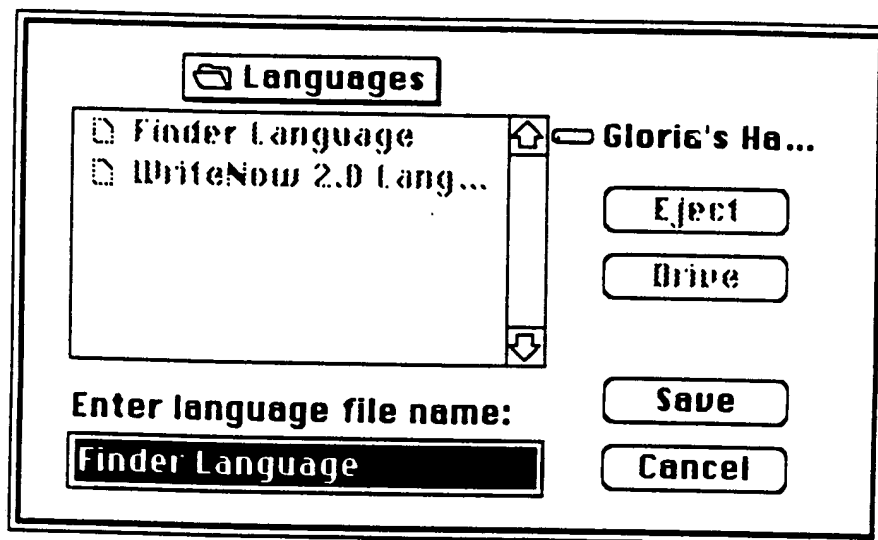 Languages
Finder Language
WriteNow 2.0 Lang...
Gloria's Ha...
Eject
Drive
Enter language file name:
Finder Language
Save
Cancel